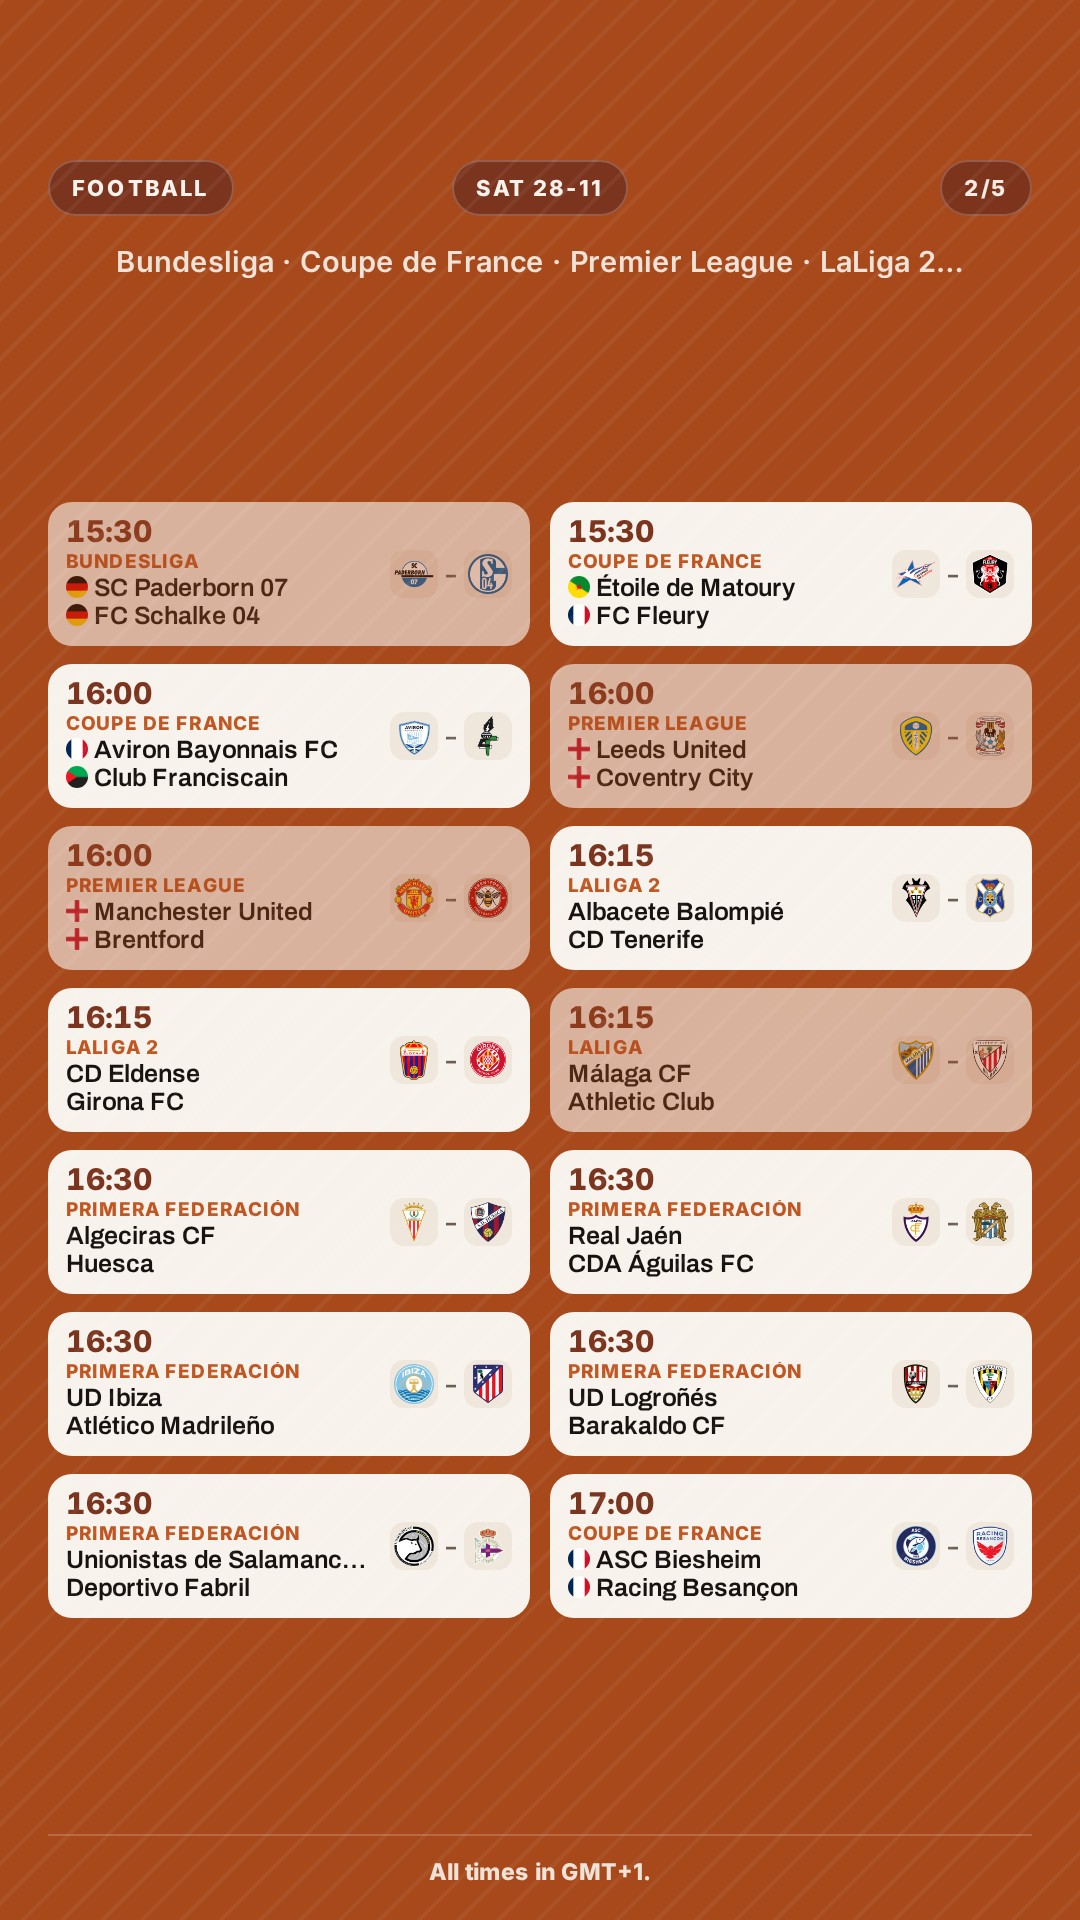 FOOTBALL
SAT 28-11
2/5
Bundesliga · Coupe de France · Premier League · LaLiga 2...
15:30
BUNDESLIGA
SC Paderborn 07
FC Schalke 04
15:30
COUPE DE FRANCE
Étoile de Matoury
FC Fleury
16:00
COUPE DE FRANCE
Aviron Bayonnais FC
Club Franciscain
16:00
PREMIER LEAGUE
Leeds United
Coventry City
16:00
PREMIER LEAGUE
Manchester United
Brentford
16:15
LALIGA 2
Albacete Balompié
CD Tenerife
16:15
LALIGA 2
CD Eldense
Girona FC
16:15
LALIGA
Málaga CF
Athletic Club
16:30
PRIMERA FEDERACIÓN
Algeciras CF
Huesca
16:30
PRIMERA FEDERACIÓN
Real Jaén
CDA Águilas FC
16:30
PRIMERA FEDERACIÓN
UD Ibiza
Atlético Madrileño
16:30
PRIMERA FEDERACIÓN
UD Logroñés
Barakaldo CF
16:30
PRIMERA FEDERACIÓN
Unionistas de Salamanc...
Deportivo Fabril
17:00
COUPE DE FRANCE
ASC Biesheim
Racing Besançon
All times in GMT+1.